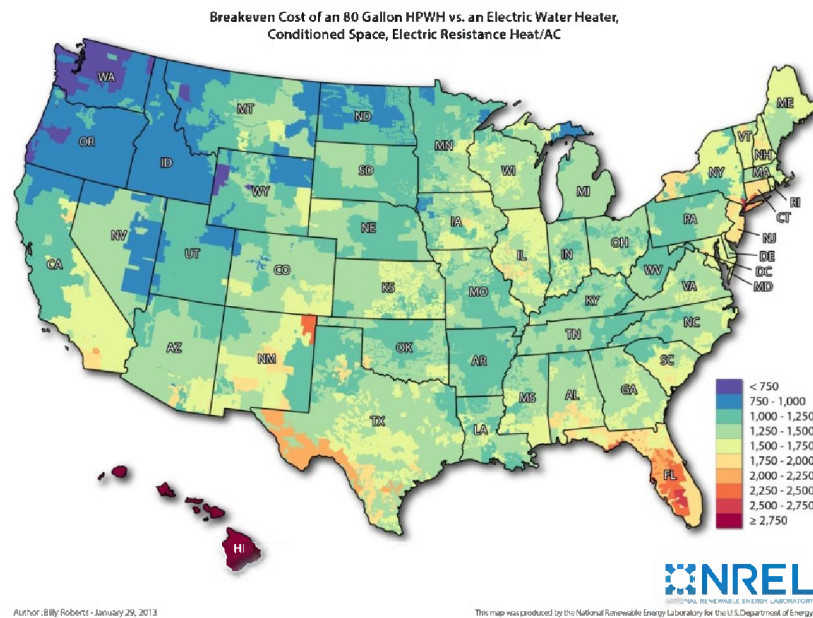 Breakeven Cost of an 80 Gallon HPWH vs. an Electric Water Heater,
Conditioned Space, Electric Resistance Heat/AC
WA
MT
ND
OR
ID
WY
SD
MN
WI
MI
ME
VT
NH
MA
NY
RI
CT
NJ
DE
DC
MD
PA
NV
UT
CA
CO
NE
IA
IL
IN
OH
WV
VA
KS
MO
KY
NC
TN
AZ
NM
OK
AR
SC
MS
AL
GA
TX
LA
FL
HI
< 750
750 - 1,000
1,000 - 1,250
1,250 - 1,500
1,500 - 1,750
1,750 - 2,000
2,000 - 2,250
2,250 - 2,500
2,500 - 2,750
≥ 2,750
NREL
NAL RENEWABLE ENERGY LABORATORY
Author: Billy Roberts - January 29, 2013
This map was produced by the National Renewable Energy Laboratory for the U.S. Department of Energy